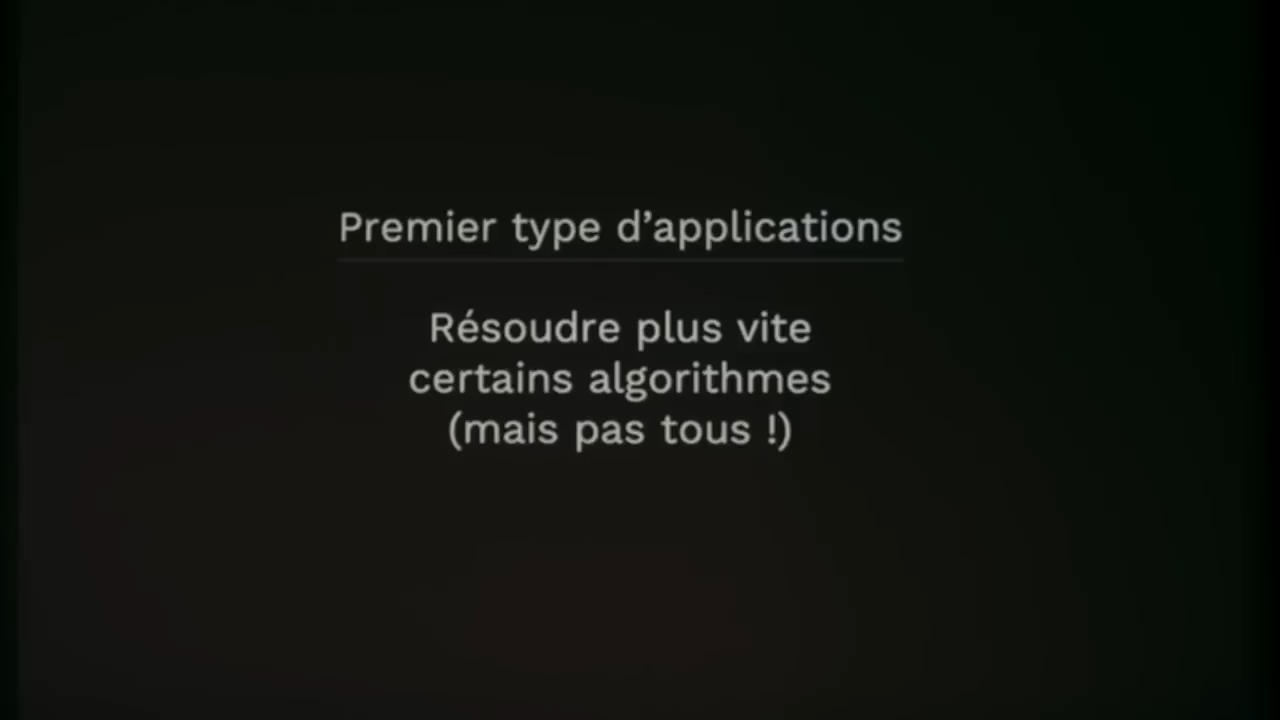 Premier type d’applications
Résoudre plus vite
certains algorithmes
(mais pas tous !)